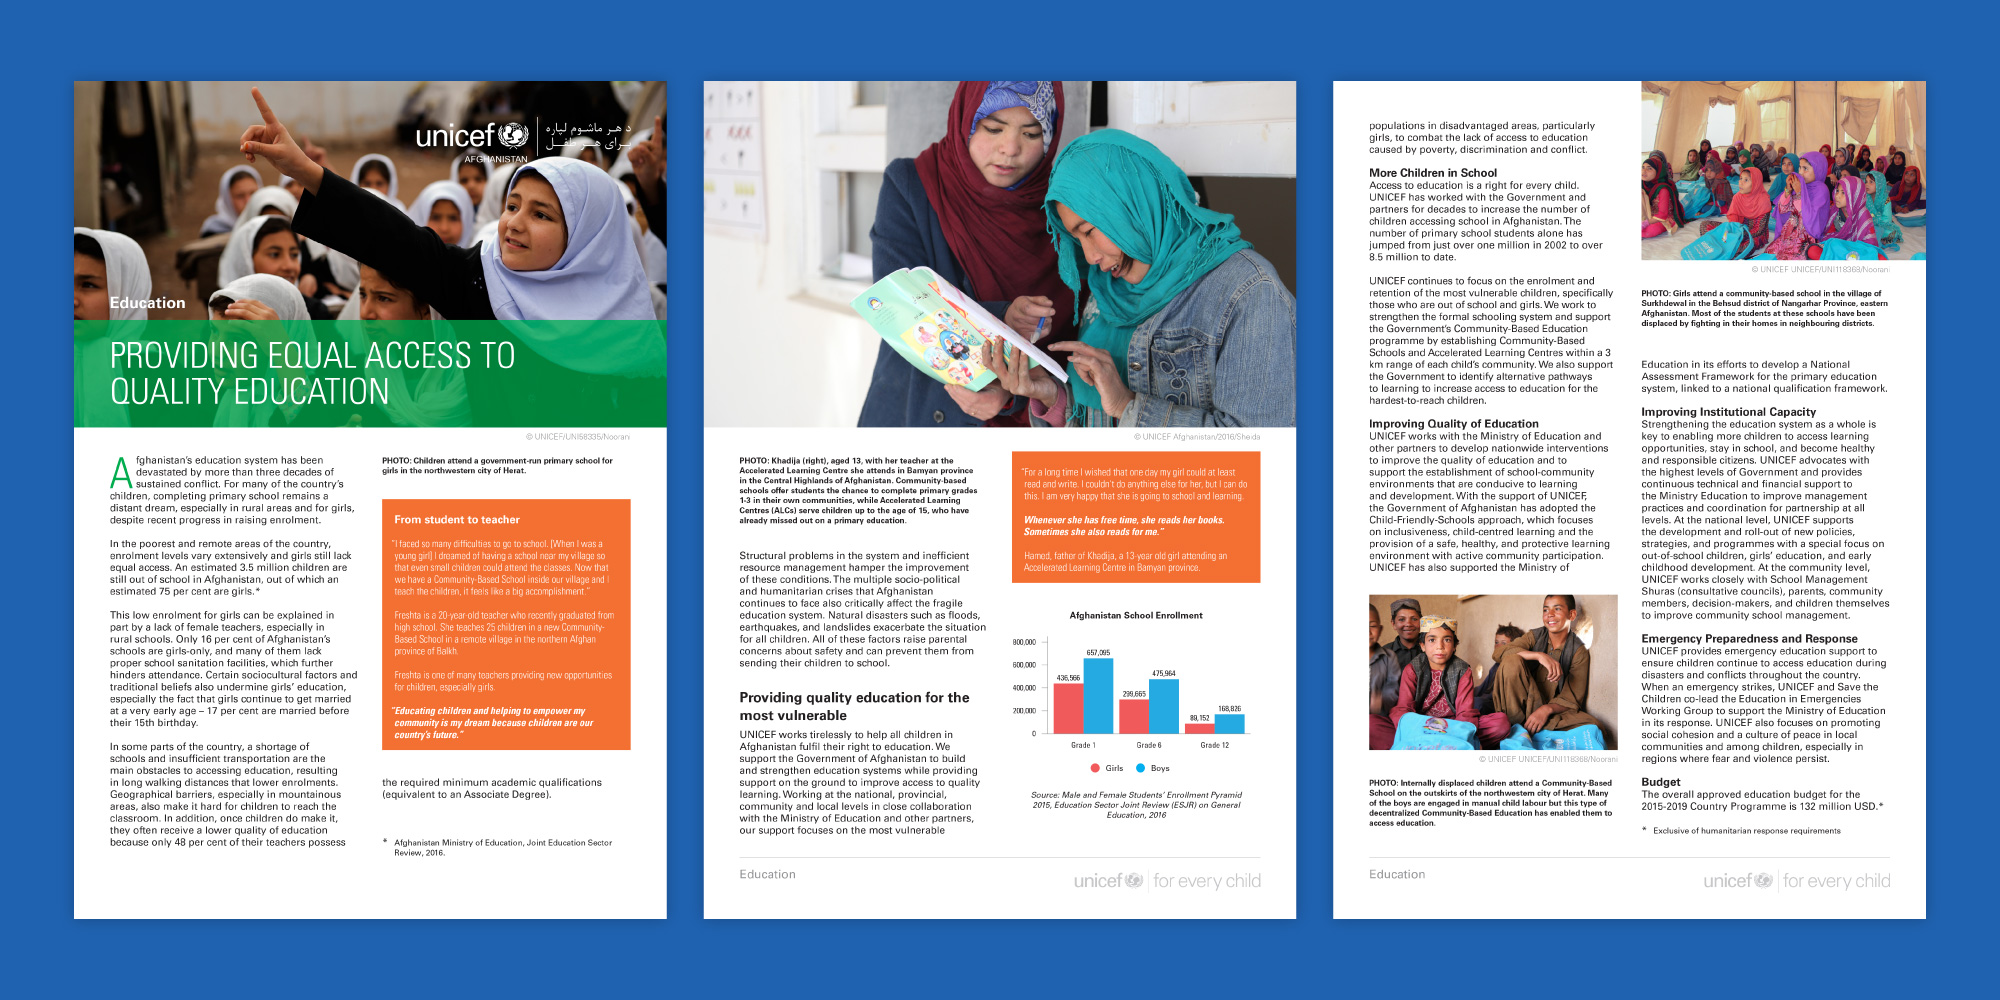 unicef
AFGHANISTAN
د هر ماشوم لپاره
برای هر طفل
Education
PROVIDING EQUAL ACCESS TO
QUALITY EDUCATION
© UNICEF/UNI58335/Noorani
Afghanistan's education system has been
devastated by more than three decades of
sustained conflict. For many of the country's
children, completing primary school remains a
distant dream, especially in rural areas and for girls,
despite recent progress in raising enrolment.
In the poorest and remote areas of the country,
enrolment levels vary extensively and girls still lack
equal access. An estimated 3.5 million children are
still out of school in Afghanistan, out of which an
estimated 75 per cent are girls.*
This low enrolment for girls can be explained in
part by a lack of female teachers, especially in
rural schools. Only 16 per cent of Afghanistan's
schools are girls-only, and many of them lack
proper school sanitation facilities, which further
hinders attendance. Certain sociocultural factors and
traditional beliefs also undermine girls' education,
especially the fact that girls continue to get married
at a very early age – 17 per cent are married before
their 15th birthday.
In some parts of the country, a shortage of
schools and insufficient transportation are the
main obstacles to accessing education, resulting
in long walking distances that lower enrolments.
Geographical barriers, especially in mountainous
areas, also make it hard for children to reach the
classroom. In addition, once children do make it,
they often receive a lower quality of education
because only 48 per cent of their teachers possess
PHOTO: Children attend a government-run primary school for
girls in the northwestern city of Herat.
From student to teacher
"I faced so many difficulties to go to school. [When I was a
young girl] I dreamed of having a school near my village so
that even small children could attend the classes. Now that
we have a Community-Based School inside our village and I
teach the children, it feels like a big accomplishment."
Freshta is a 20-year-old teacher who recently graduated from
high school. She teaches 25 children in a new Community-
Based School in a remote village in the northern Afghan
province of Balkh.
Freshta is one of many teachers providing new opportunities
for children, especially girls.
"Educating children and helping to empower my
commuity is my dream because children are our
country's future."
the required minimum academic qualifications
(equivalent to an Associate Degree).
* Afghanistan Ministry of Education, Joint Education Sector
Review, 2016.
© UNICEF Afghanistan/2016/Sheida
PHOTO: Khadija (right), aged 13, with her teacher at the
Accelerated Learning Centre she attends in Bamyan province
in the Central Highlands of Afghanistan. Community-based
schools offer students the chance to complete primary grades
1-3 in their own communities, while Accelerated Learning
Centres (ALCs) serve children up to the age of 15, who have
already missed out on a primary education.
Structural problems in the system and inefficient
resource management hamper the improvement
of these conditions. The multiple socio-political
and humanitarian crises that Afghanistan
continues to face also critically affect the fragile
education system. Natural disasters such as floods,
earthquakes, and landslides exacerbate the situation
for all children. All of these factors raise parental
concerns about safety and can prevent them from
sending their children to school.
Providing quality education for the
most vulnerable
UNICEF works tirelessly to help all children in
Afghanistan fulfil their right to education. We
support the Government of Afghanistan to build
and strengthen education systems while providing
support on the ground to improve access to quality
learning. Working at the national, provincial,
community and local levels in close collaboration
with the Ministry of Education and other partners,
our support focuses on the most vulnerable
"For a long time I wished that one day my girl could at least
read and write. I couldn't do anything else for her, but I can do
this. I am very happy that she is going to school and learning.
Whenever she has free time, she reads her books.
Sometimes she also reads for me."
Hamed, father of Khadija, a 13-year old girl attending an
Accelerated Learning Centre in Bamyan province.
Afghanistan School Enrollment
800,000
600,000
400,000
200,000
0
436,566
657,095
299,665
475,964
89,152
168,826
Grade 1
Grade 6
Grade 12
Girls
Boys
Source: Male and Female Students' Enrollment Pyramid
2015, Education Sector Joint Review (ESJR) on General
Education, 2016
Education
unicef | for every child
populations in disadvantaged areas, particularly
girls, to combat the lack of access to education
caused by poverty, discrimination and conflict.
More Children in School
Access to education is a right for every child.
UNICEF has worked with the Government and
partners for decades to increase the number of
children accessing school in Afghanistan. The
number of primary school students alone has
jumped from just over one million in 2002 to over
8.5 million to date.
UNICEF continues to focus on the enrolment and
retention of the most vulnerable children, specifically
those who are out of school and girls. We work to
strengthen the formal schooling system and support
the Government's Community-Based Education
programme by establishing Community-Based
Schools and Accelerated Learning Centres within a 3
km range of each child's community. We also support
the Government to identify alternative pathways
to learning to increase access to education for the
hardest-to-reach children.
Improving Quality of Education
UNICEF works with the Ministry of Education and
other partners to develop nationwide interventions
to improve the quality of education and to
support the establishment of school-community
environments that are conducive to learning
and development. With the support of UNICEF,
the Government of Afghanistan has adopted the
Child-Friendly-Schools approach, which focuses
on inclusiveness, child-centred learning and the
provision of a safe, healthy, and protective learning
environment with active community participation.
UNICEF has also supported the Ministry of
© UNICEF UNICEF/UNI118368/Noorani
PHOTO: Internally displaced children attend a Community-Based
School on the outskirts of the northwestern city of Herat. Many
of the boys are engaged in manual child labour but this type of
decentralized Community-Based Education has enabled them to
access education.
© UNICEF UNICEF/UNI118368/Noorani
PHOTO: Girls attend a community-based school in the village of
Surkhdewal in the Behsud district of Nangarhar Province, eastern
Afghanistan. Most of the students at these schools have been
displaced by fighting in their homes in neighbouring districts.
Education in its efforts to develop a National
Assessment Framework for the primary education
system, linked to a national qualification framework.
Improving Institutional Capacity
Strengthening the education system as a whole is
key to enabling more children to access learning
opportunities, stay in school, and become healthy
and responsible citizens. UNICEF advocates with
the highest levels of Government and provides
continuous technical and financial support to
the Ministry Education to improve management
practices and coordination for partnership at all
levels. At the national level, UNICEF supports
the development and roll-out of new policies,
strategies, and programmes with a special focus on
out-of-school children, girls' education, and early
childhood development. At the community level,
UNICEF works closely with School Management
Shuras (consultative councils), parents, community
members, decision-makers, and children themselves
to improve community school management.
Emergency Preparedness and Response
UNICEF provides emergency education support to
ensure children continue to access education during
disasters and conflicts throughout the country.
When an emergency strikes, UNICEF and Save the
Children co-lead the Education in Emergencies
Working Group to support the Ministry of Education
in its response. UNICEF also focuses on promoting
social cohesion and a culture of peace in local
communities and among children, especially in
regions where fear and violence persist.
Budget
The overall approved education budget for the
2015-2019 Country Programme is 132 million USD.*
* Exclusive of humanitarian response requirements
Education
unicef | for every child